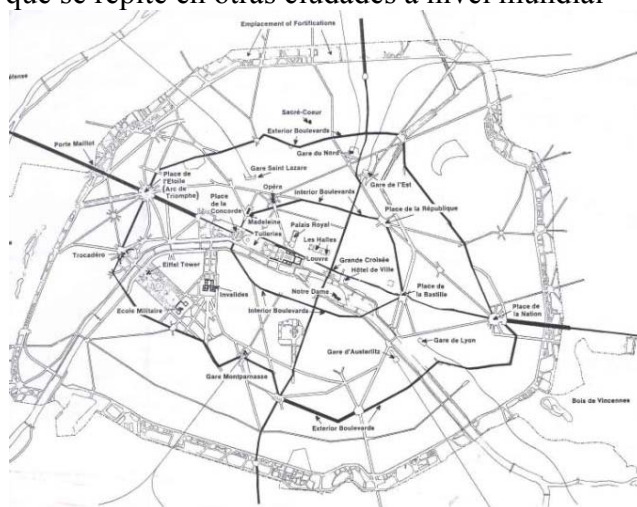 que se repite en otras ciudades a nivel mundial
Emplacement of Fortifications
Sacré-Coeur
Exterior Boulevards
Porte Maillot
Gare du Nord
Place de
l'Etoile
(Arc de
Triomphe)
Gare Saint Lazare
Gare de l'Est
Opéra
Interior Boulevards
Place
de la
Concorde
Madeleine
Tuileries
Palais Royal
Place de la République
Les Halles
Louvre
Grande Croisée
Hôtel de Ville
Trocadéro
Eiffel Tower
Invalides
Notre Dame
Place de
la Bastille
Place de
la Nation
Ecole Militaire
Interior Boulevards
Gare d'Austerlitz
Gare de Lyon
Gare Montparnasse
Bois de Vincennes
Exterior Boulevards